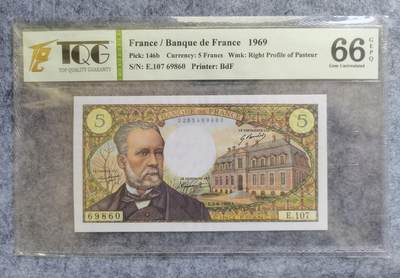 TQG
TOP QUALITY GUARANTY
France / Banque de France 1969
Pick: 146b Currency: 5 Francs Wmk: Right Profile of Pasteur
S/N: E.107 69860 Printer: BdF
66
GEPQ
Gem Uncirculated
5
5
69860
E.107